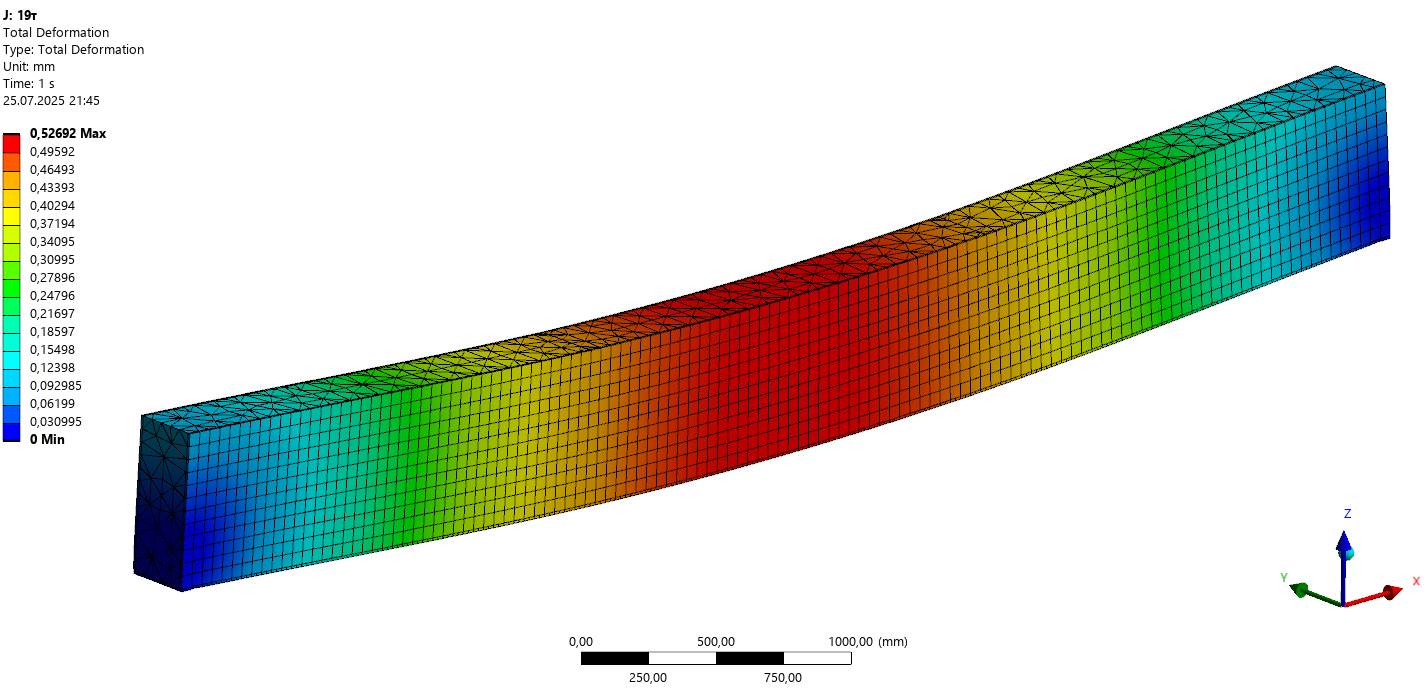 J: 19т
Total Deformation
Type: Total Deformation
Unit: mm
Time: 1 s
25.07.2025 21:45
0,52692 Max
0,49592
0,46493
0,43393
0,40294
0,37194
0,34095
0,30995
0,27896
0,24796
0,21697
0,18597
0,15498
0,12398
0,092985
0,06199
0,030995
0 Min
Z
Y
X
0,00 500,00 1000,00 (mm)
250,00 750,00